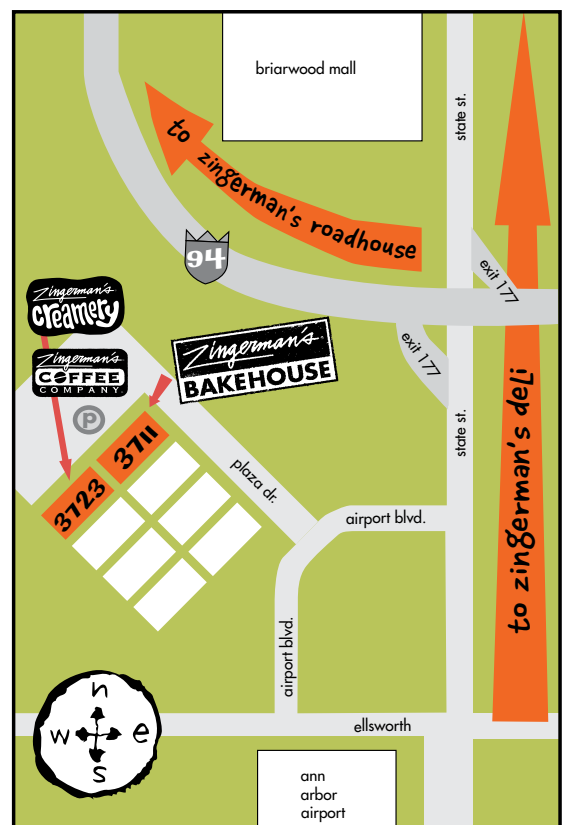 briarwood mall
state st.
to zingerman's roadhouse
94
exit 177
exit 177
Zingerman's
creamery
Zingerman's
COFFEE
COMPANY
P
Zingerman's
BAKEHOUSE
3711
3723
plaza dr.
state st.
to zingerman's deli
airport blvd.
airport blvd.
ellsworth
n
w e
s
ann
arbor
airport